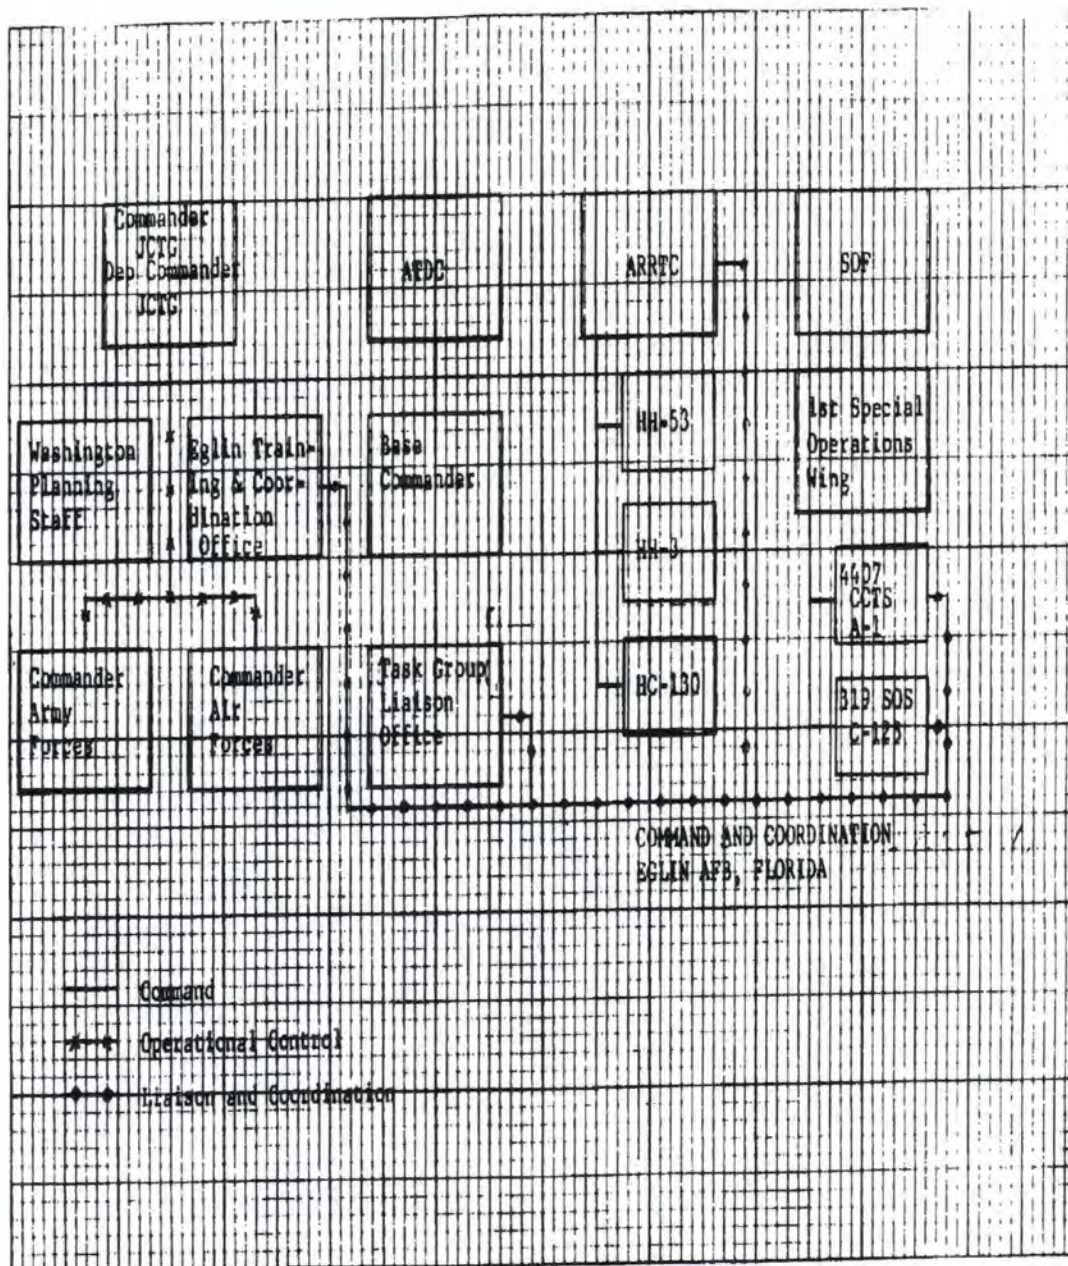 Commander
JCTG
Dep Commander
JCTG
ATDC
ARRTC
SOF
Washington
Planning
Staff
Eglin Train-
ing & Coor-
dination
Office
Base
Commander
HH-53
1st Special
Operations
Wing
HH-3
4407
CCTS
A-1
Commander
Army
Forces
Commander
Air
Forces
Task Group
Liaison
Office
HC-130
319 SOS
C-123
COMMAND AND COORDINATION
EGLIN AFB, FLORIDA
Command
Operational Control
Liaison and Coordination